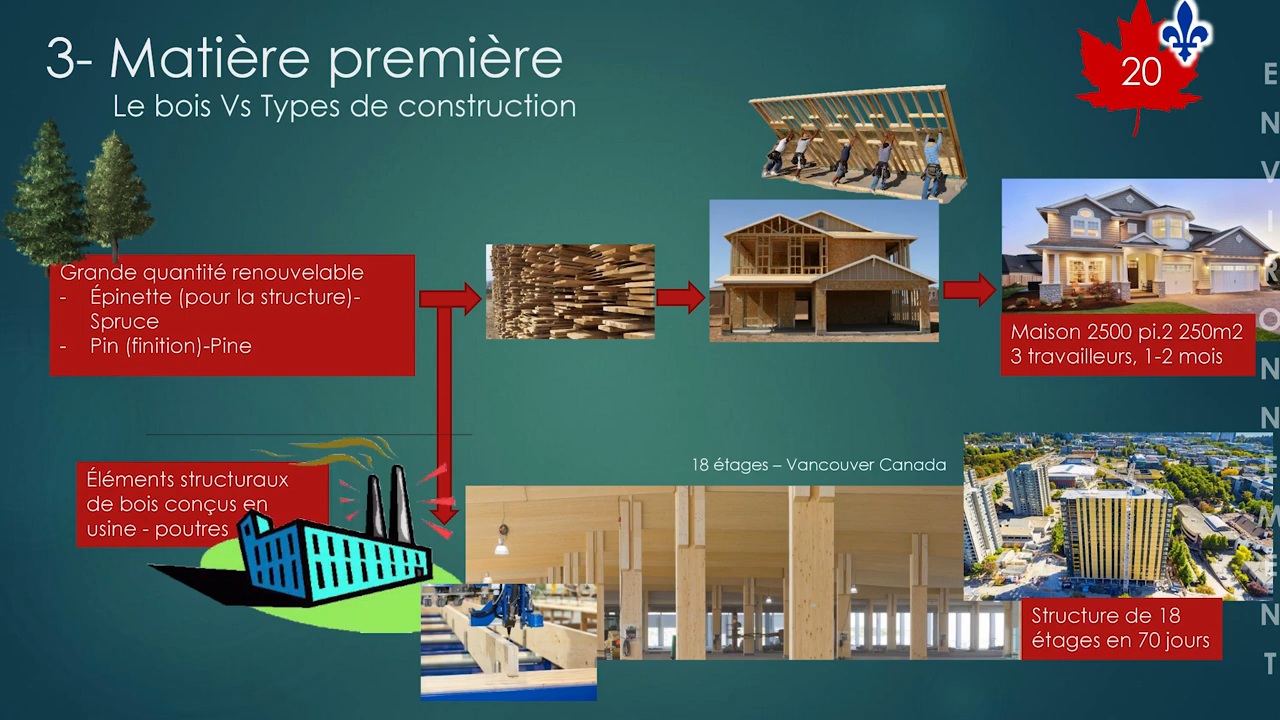 3- Matière première
Le bois Vs Types de construction
20
Grande quantité renouvelable
- Épinette (pour la structure)-
Spruce
- Pin (finition)-Pine
Maison 2500 pi.2 250m2
3 travailleurs, 1-2 mois
Éléments structuraux
de bois conçus en
usine - poutres
18 étages – Vancouver Canada
Structure de 18
étages en 70 jours
E
N
V
I
R
O
N
N
E
M
E
N
T